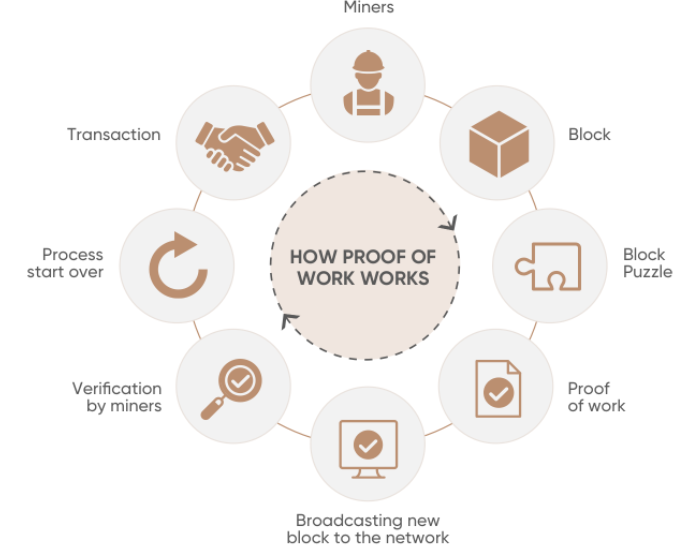 Miners
Transaction
Block
HOW PROOF OF
WORK WORKS
Process
start over
Block
Puzzle
Verification
by miners
Proof
of work
Broadcasting new
block to the network